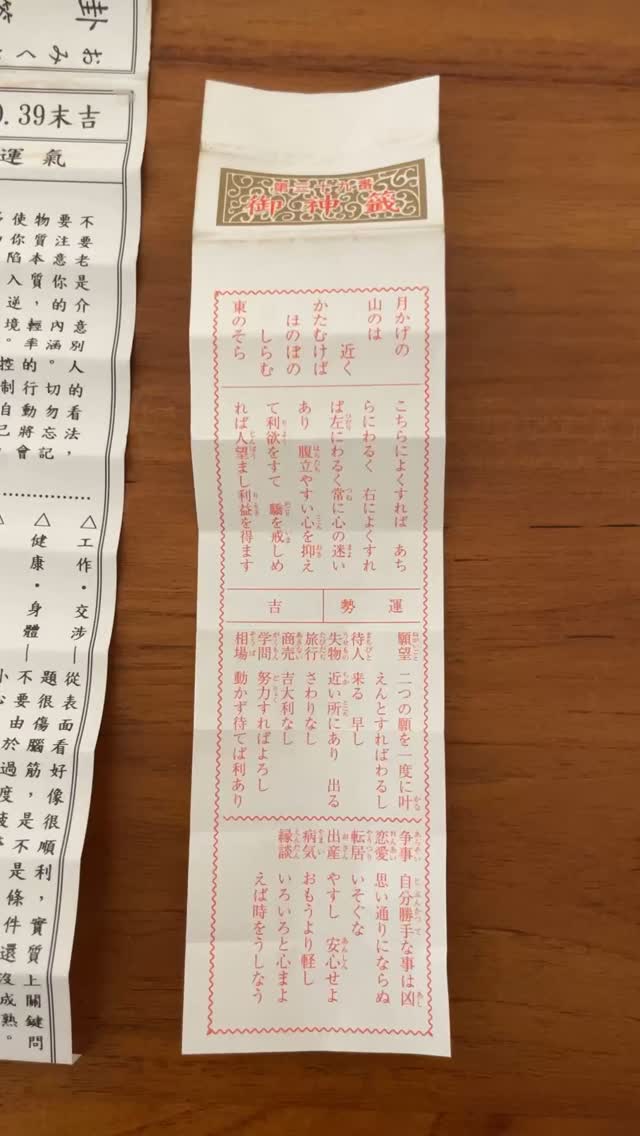 卦
おみく
.39末吉
運氣
不要老是介意別人的看法，
要注意你的內涵。切勿忘記
物質本質，輕率的行動將會
使你陷入逆境。控制自己
△工作・交涉—從表面看好像很順利，實質上關鍵問
題很傷腦筋，是不是條件還沒成熟。
△健康・身體—不要由於過度
第三十九番
御神籤
月かげの
山のは
近く
かたむけば
ほのぼの
しらむ
東のそら
こちらによくすれば あち
らにわるく 右によくすれ
ば左にわるく常に心の迷い
あり 腹立やすい心を抑え
て利欲をすて 驕を戒しめ
れば人望まし利益を得ます
運勢 吉
願望 二つの願を一度に叶
えんとすればわるし
待人 来る 早し
失物 近い所にあり 出る
旅行 さわりなし
商売 吉大利なし
学問 努力すればよろし
相場 動かず待てば利あり
争事 自分勝手な事は凶
恋愛 思い通りにならぬ
転居 いそぐな
出産 やすし 安心せよ
病気 おもうより軽し
縁談 いろいろと心まよ
えば時をうしなう